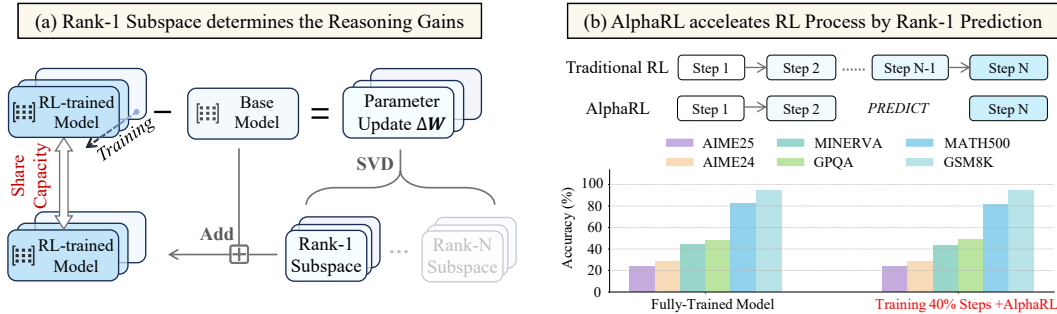 (a) Rank-1 Subspace determines the Reasoning Gains
RL-trained
Model
Training
Base
Model
=
Parameter
Update ΔW
Share
Capacity
SVD
RL-trained
Model
Add
Rank-1
Subspace
...
Rank-N
Subspace
(b) AlphaRL acceleates RL Process by Rank-1 Prediction
Traditional RL
Step 1
Step 2
......
Step N-1
Step N
AlphaRL
Step 1
Step 2
PREDICT
Step N
AIME25
MINERVA
MATH500
AIME24
GPQA
GSM8K
Accuracy (%)
100
80
60
40
20
0
Fully-Trained Model
Training 40% Steps +AlphaRL